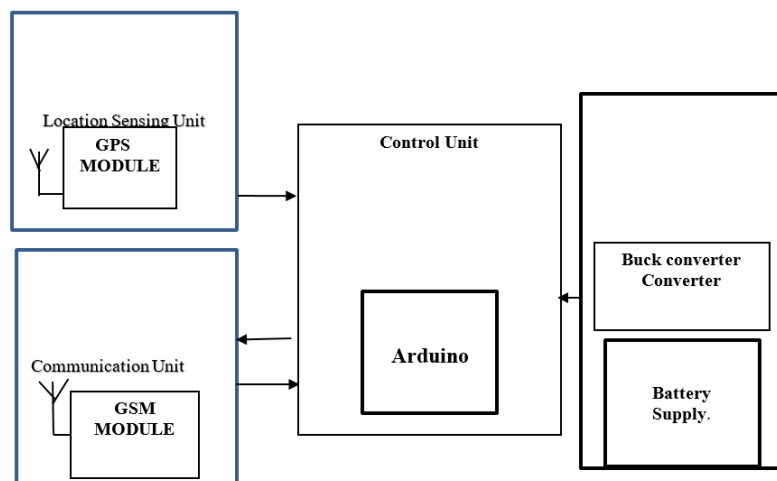 Location Sensing Unit
GPS
MODULE
Control Unit
Buck converter
Converter
Arduino
Communication Unit
GSM
MODULE
Battery
Supply.